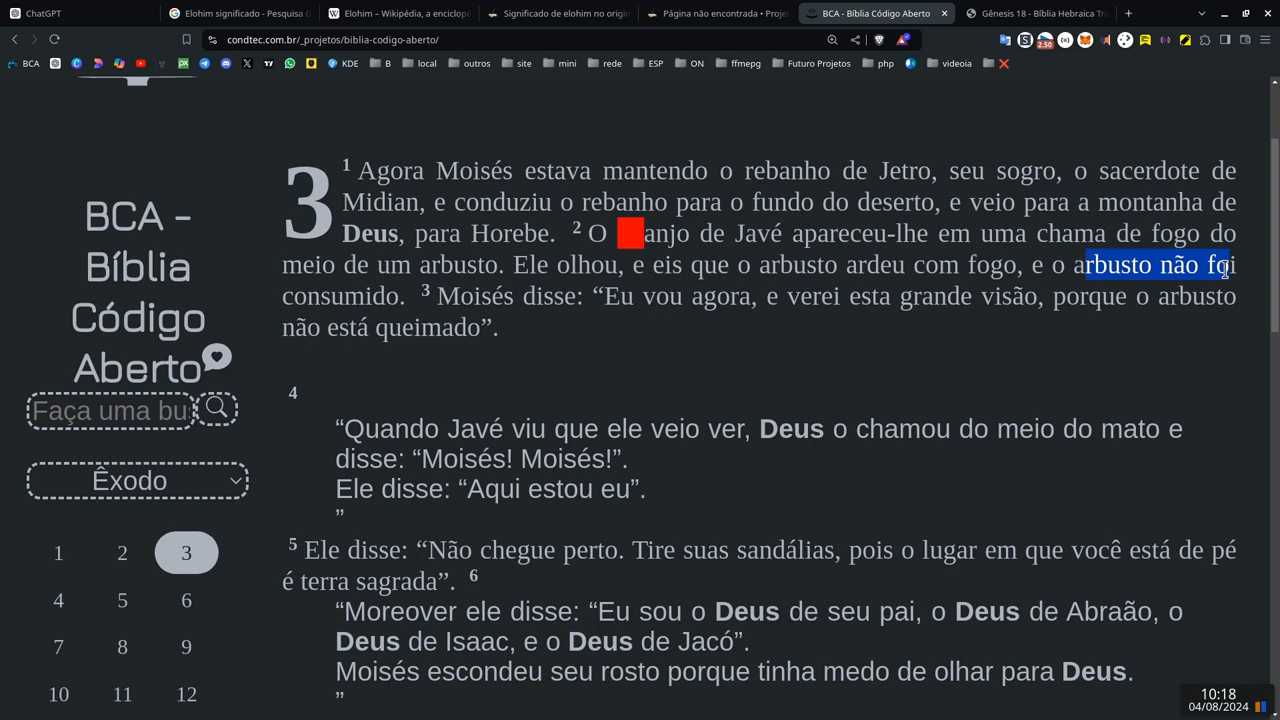 ChatGPT
Elohim significado - Pesquisa G
Elohim – Wikipédia, a enciclope
Significado de elohim no origin
Página não encontrada • Projet
BCA - Bíblia Código Aberto
Gênesis 18 - Bíblia Hebraica Tra
condtec.com.br/_projetos/biblia-codigo-aberto/
2.50
BCA
KDE
B
local
outros
site
mini
rede
ESP
ON
ffmepg
Futuro Projetos
php
videoia
BCA -
Bíblia
Código
Aberto
Faça uma bu
Êxodo
1 2 3
4 5 6
7 8 9
10 11 12
3
1 Agora Moisés estava mantendo o rebanho de Jetro, seu sogro, o sacerdote de
Midian, e conduziu o rebanho para o fundo do deserto, e veio para a montanha de
Deus, para Horebe. 2 O anjo de Javé apareceu-lhe em uma chama de fogo do
meio de um arbusto. Ele olhou, e eis que o arbusto ardeu com fogo, e o arbusto não foi
consumido. 3 Moisés disse: “Eu vou agora, e verei esta grande visão, porque o arbusto
não está queimado”.
4
“Quando Javé viu que ele veio ver, Deus o chamou do meio do mato e
disse: “Moisés! Moisés!”.
Ele disse: “Aqui estou eu”.
”
5 Ele disse: “Não chegue perto. Tire suas sandálias, pois o lugar em que você está de pé
é terra sagrada”. 6
“Moreover ele disse: “Eu sou o Deus de seu pai, o Deus de Abraão, o
Deus de Isaac, e o Deus de Jacó”.
Moisés escondeu seu rosto porque tinha medo de olhar para Deus.
”
10:18
04/08/2024